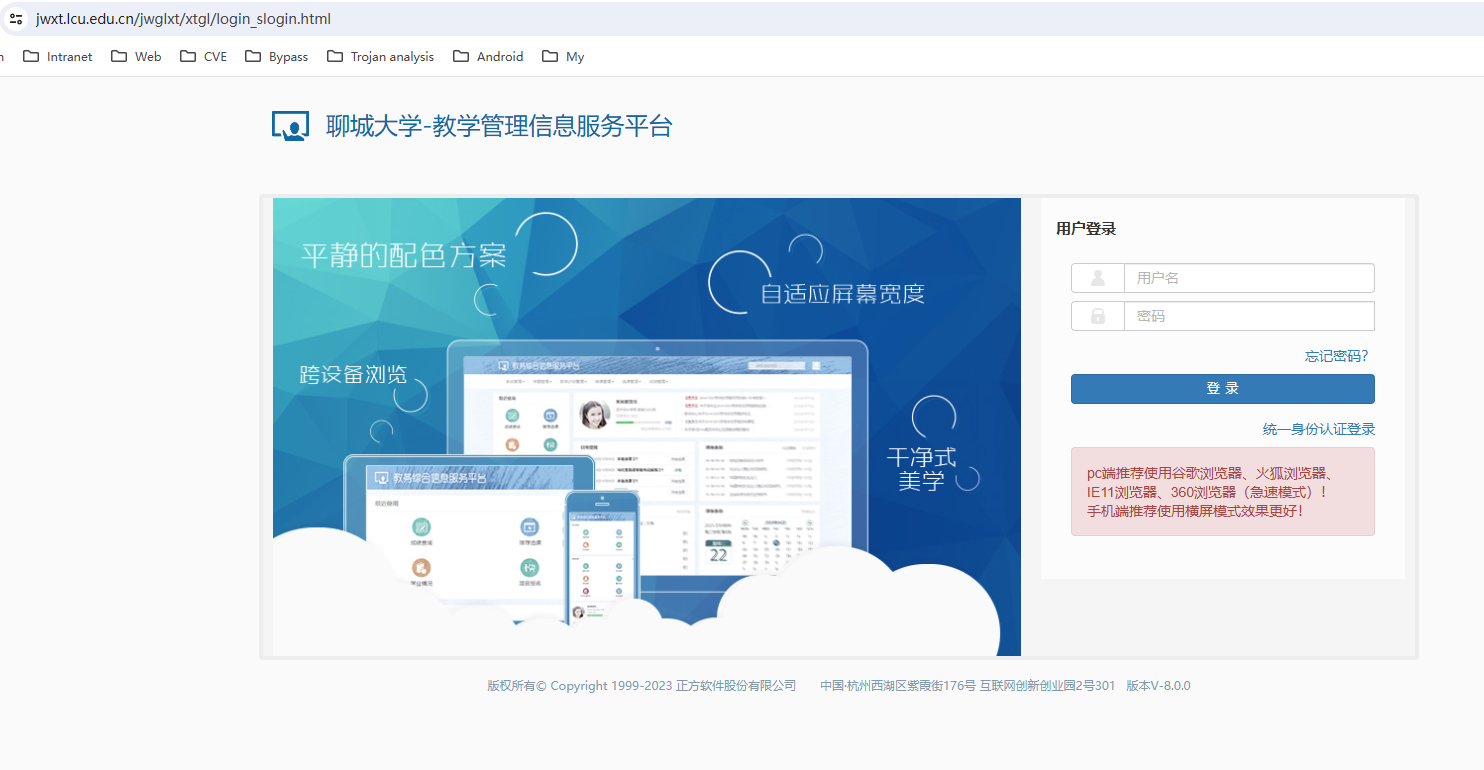 jwxt.lcu.edu.cn/jwglxt/xtgl/login_slogin.html
Intranet Web CVE Bypass Trojan analysis Android My
聊城大学-教学管理信息服务平台
平静的配色方案
自适应屏幕宽度
跨设备浏览
干净式
美学
教务综合信息服务平台
教务综合信息服务平台
22
用户登录
用户名
密码
忘记密码?
登 录
统一身份认证登录
pc端推荐使用谷歌浏览器、火狐浏览器、
IE11浏览器、360浏览器（急速模式）！
手机端推荐使用横屏模式效果更好！
版权所有© Copyright 1999-2023 正方软件股份有限公司 中国·杭州西湖区紫霞街176号 互联网创新创业园2号301 版本V-8.0.0